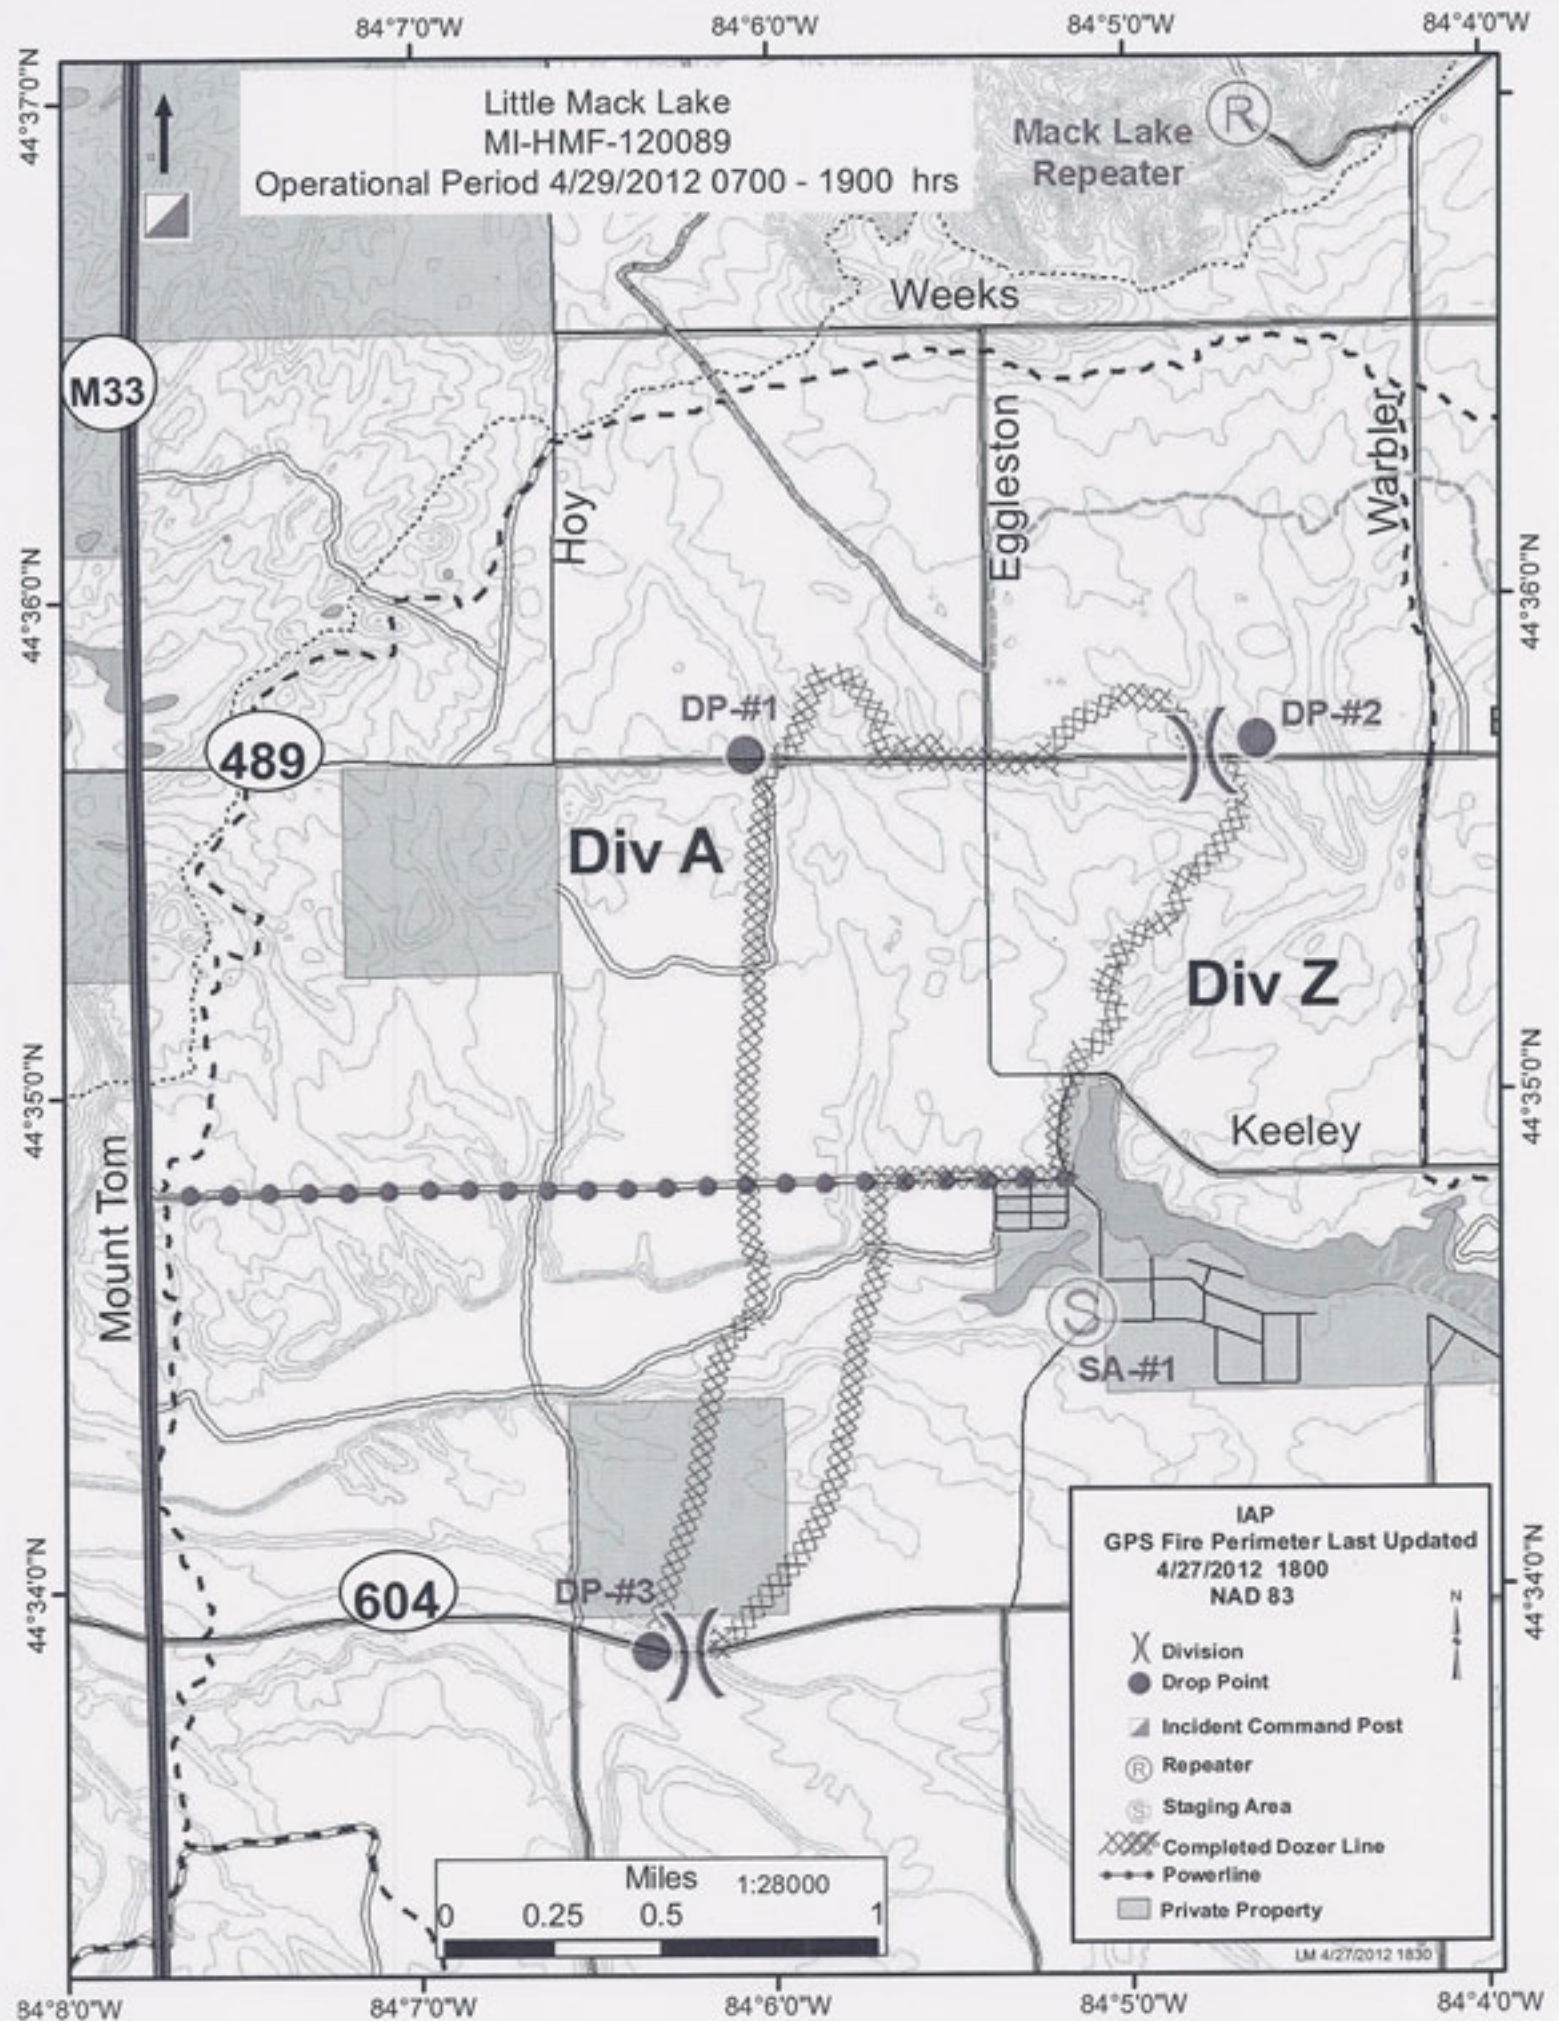 84°7'0"W
84°6'0"W
84°5'0"W
84°4'0"W
44°37'0"N
Little Mack Lake
MI-HMF-120089
Operational Period 4/29/2012 0700 - 1900 hrs
Mack Lake
Repeater
R
Weeks
M33
Hoy
Eggleston
Warbler
44°36'0"N
44°36'0"N
DP-#1
DP-#2
489
Div A
Div Z
44°35'0"N
44°35'0"N
Keeley
Mount Tom
Mack
S
SA-#1
44°34'0"N
44°34'0"N
604
DP-#3
IAP
GPS Fire Perimeter Last Updated
4/27/2012 1800
NAD 83
N
Division
Drop Point
Incident Command Post
R Repeater
S Staging Area
Completed Dozer Line
Powerline
Private Property
LM 4/27/2012 1830
Miles 1:28000
0 0.25 0.5 1
84°8'0"W
84°7'0"W
84°6'0"W
84°5'0"W
84°4'0"W